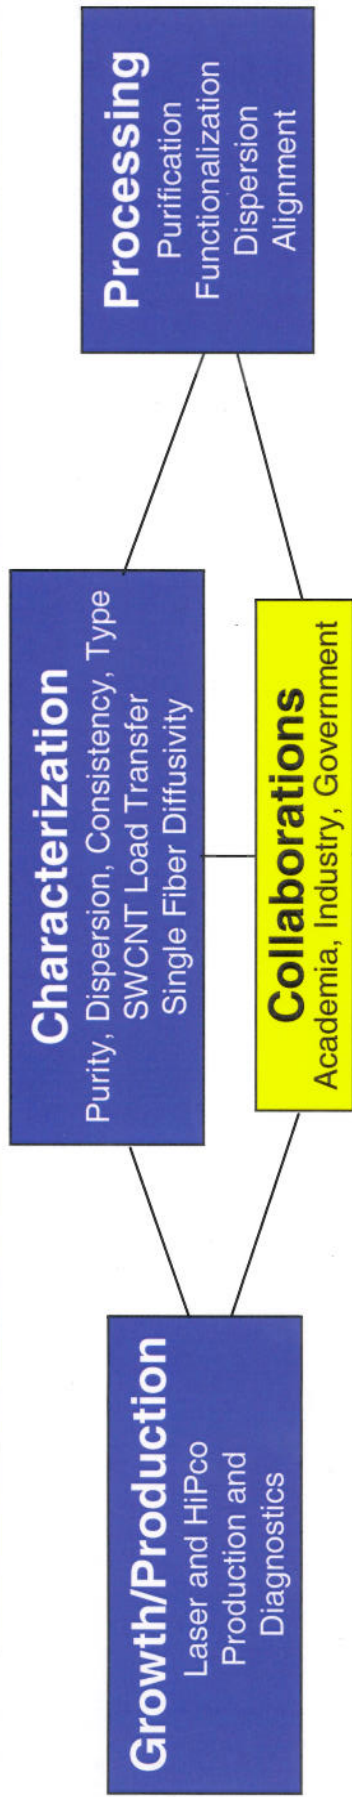 Growth/Production
Laser and HiPco
Production and
Diagnostics
Characterization
Purity, Dispersion, Consistency, Type
SWCNT Load Transfer
Single Fiber Diffusivity
Collaborations
Academia, Industry, Government
Processing
Purification
Functionalization
Dispersion
Alignment